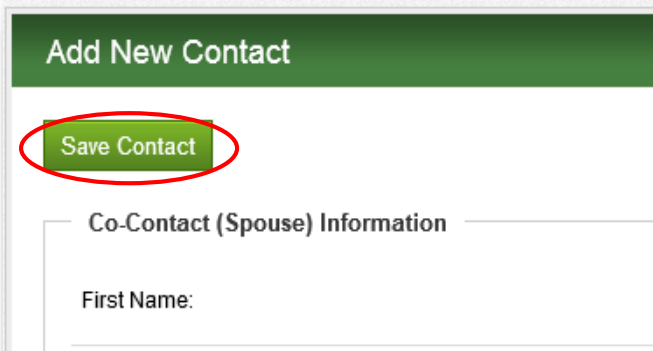 Add New Contact
Save Contact
Co-Contact (Spouse) Information
First Name: